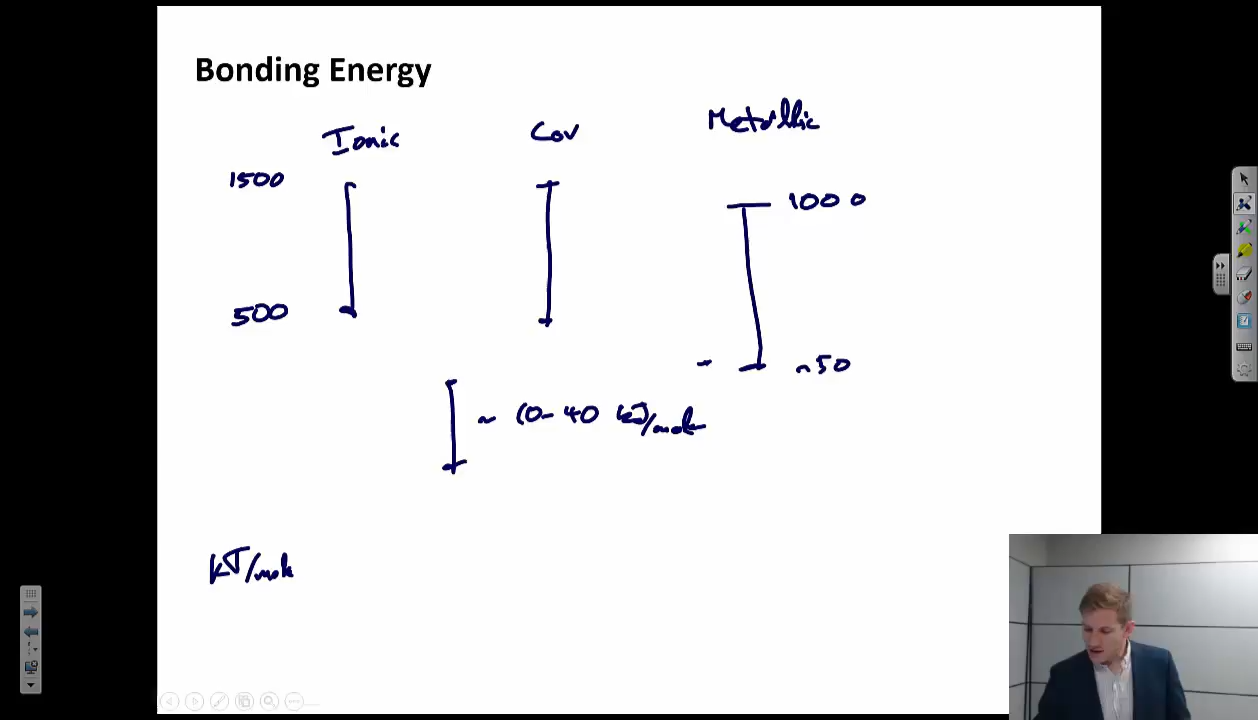 Bonding Energy
Ionic Cov Metallic
1500
1000
500
~50
~ 10-40 kJ/mole
kJ/mole